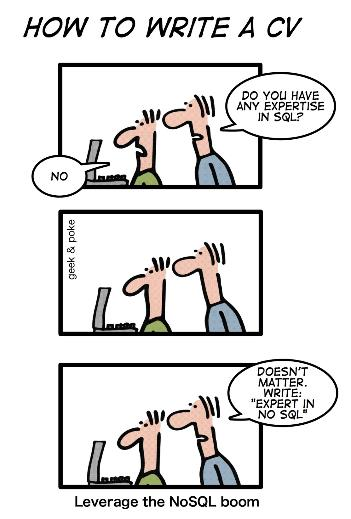 HOW TO WRITE A CV
DO YOU HAVE
ANY EXPERTISE
IN SQL?
NO
geek & poke
DOESN'T
MATTER.
WRITE:
"EXPERT IN
NO SQL"
Leverage the NoSQL boom